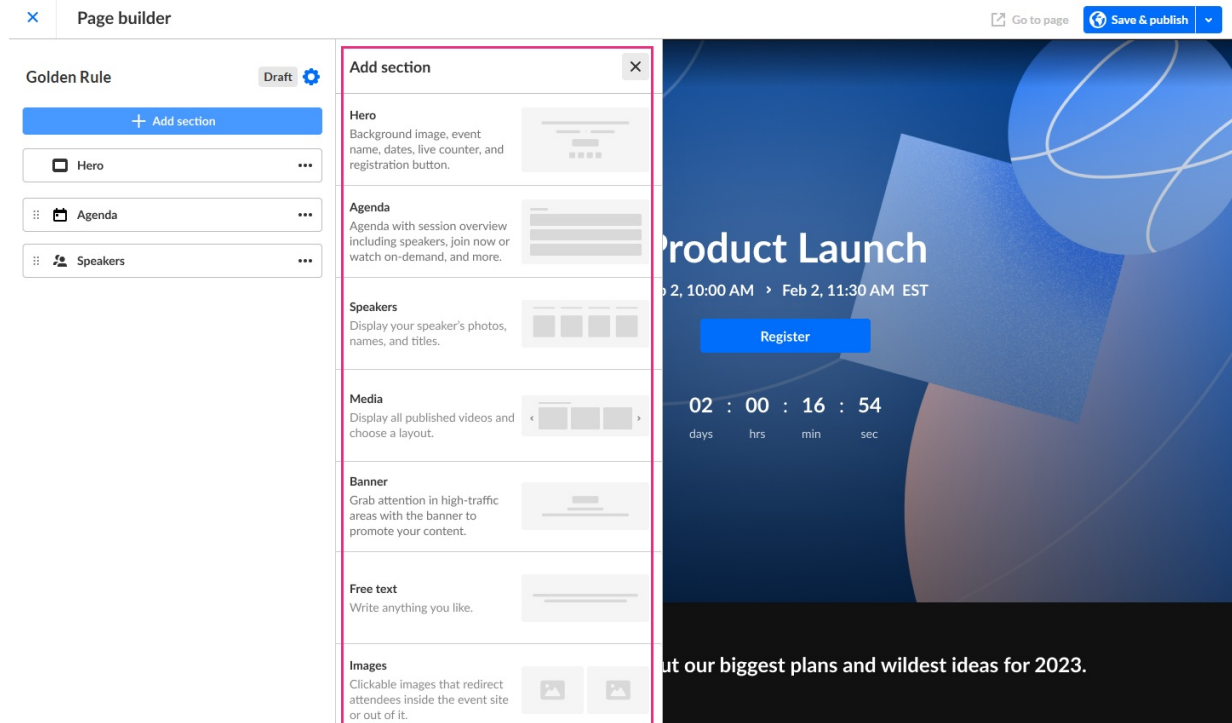 Page builder
Go to page
Save & publish
Golden Rule
Draft
Add section
Hero
Agenda
Speakers
Add section
Hero
Background image, event
name, dates, live counter, and
registration button.
Agenda
Agenda with session overview
including speakers, join now or
watch on-demand, and more.
Speakers
Display your speaker's photos,
names, and titles.
Media
Display all published videos and
choose a layout.
Banner
Grab attention in high-traffic
areas with the banner to
promote your content.
Free text
Write anything you like.
Images
Clickable images that redirect
attendees inside the event site
or out of it.
Product Launch
2, 10:00 AM > Feb 2, 11:30 AM EST
Register
02 : 00 : 16 : 54
days hrs min sec
ut our biggest plans and wildest ideas for 2023.